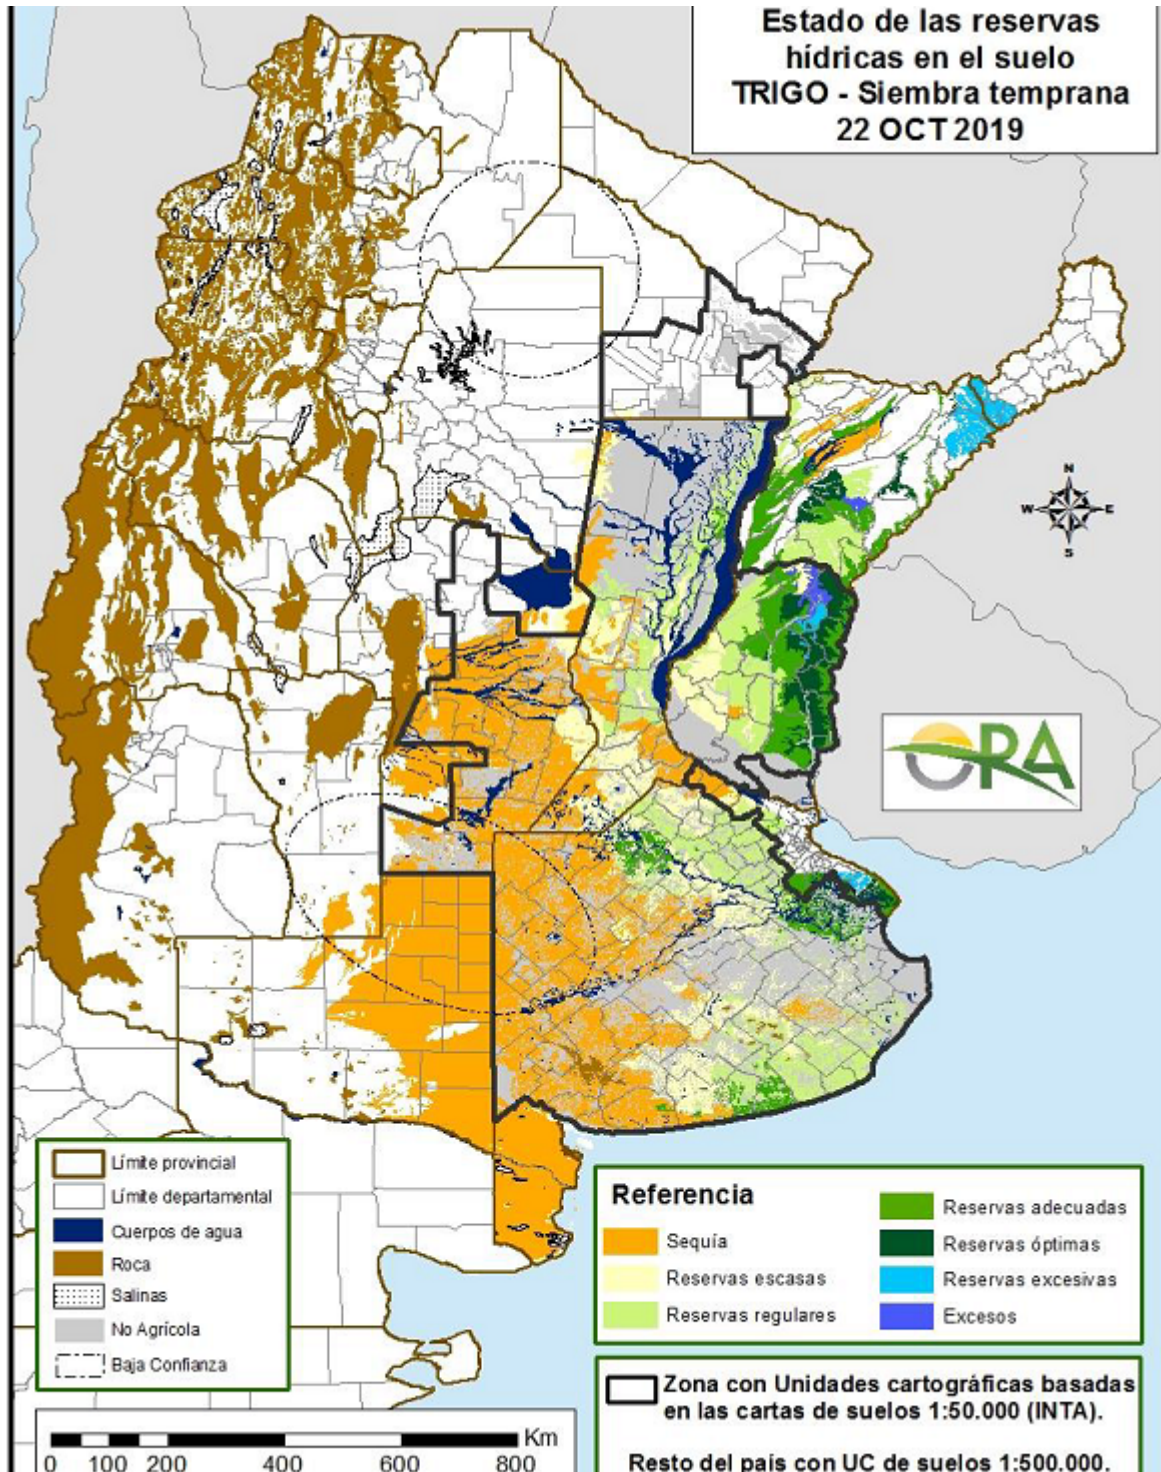 Estado de las reservas
hídricas en el suelo
TRIGO - Siembra temprana
22 OCT 2019
N
W
E
S
ORA
Límite provincial
Límite departamental
Cuerpos de agua
Roca
Salinas
No Agrícola
Baja Confianza
Referencia
Sequía
Reservas escasas
Reservas regulares
Reservas adecuadas
Reservas óptimas
Reservas excesivas
Excesos
Zona con Unidades cartográficas basadas
en las cartas de suelos 1:50.000 (INTA).
Resto del país con UC de suelos 1:500.000.
Km
0 100 200 400 600 800